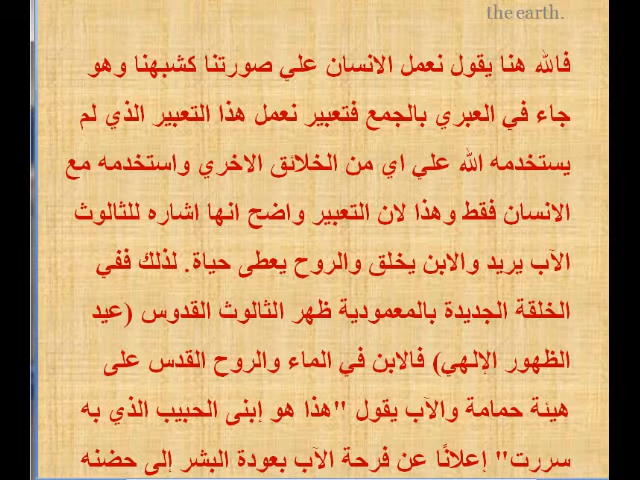 the earth.
فالله هنا يقول نعمل الانسان علي صورتنا كشبهنا وهو
جاء في العبري بالجمع فتعبير نعمل هذا التعبير الذي لم
يستخدمه الله علي اي من الخلائق الاخري واستخدمه مع
الانسان فقط وهذا لان التعبير واضح انها اشاره للثالوث
الآب يريد والابن يخلق والروح يعطى حياة. لذلك ففي
الخلقة الجديدة بالمعمودية ظهر الثالوث القدوس (عيد
الظهور الإلهي) فالابن في الماء والروح القدس على
هيئة حمامة والآب يقول "هذا هو إبنى الحبيب الذي به
سررت" إعلانًا عن فرحة الآب بعودة البشر إلى حضنه